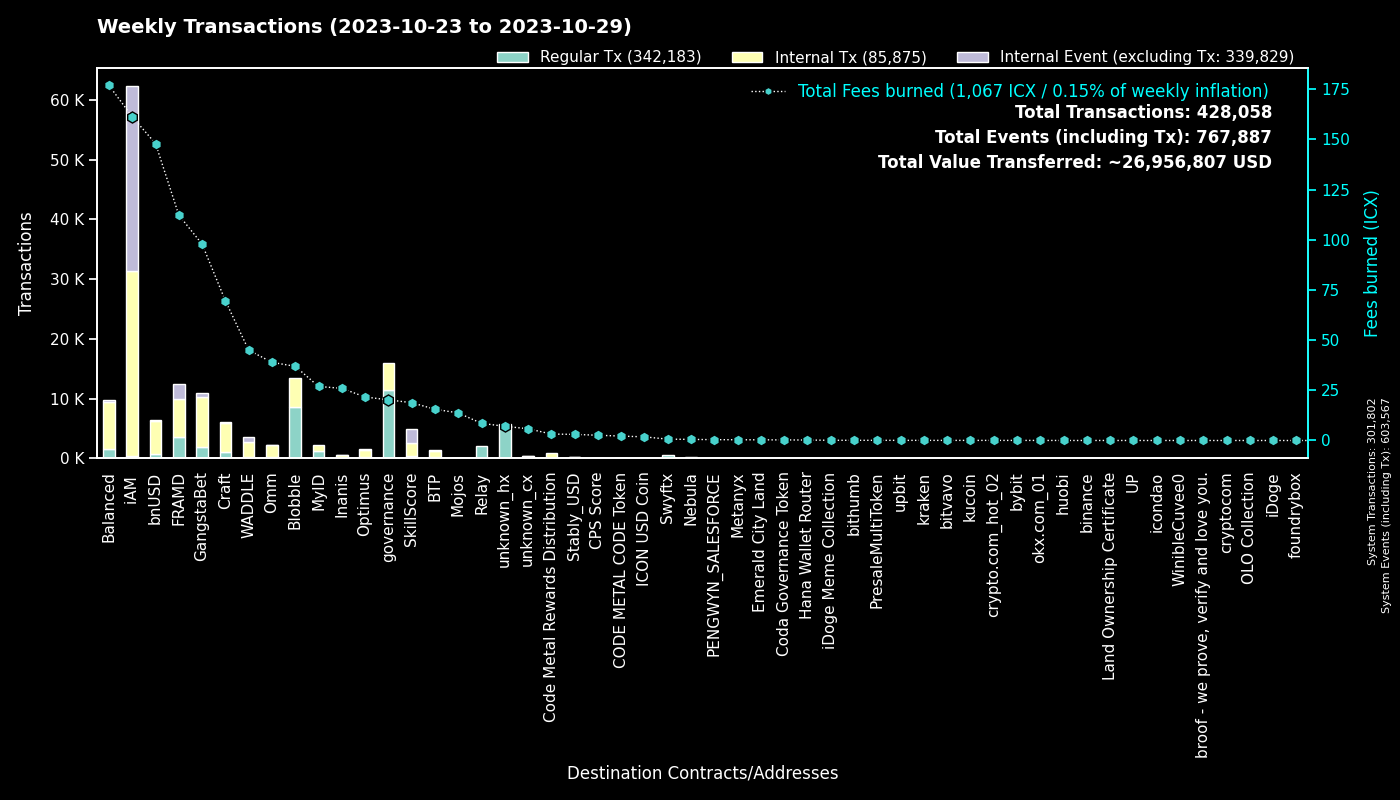 Weekly Transactions (2023-10-23 to 2023-10-29)
Regular Tx (342,183)
Internal Tx (85,875)
Internal Event (excluding Tx: 339,829)
Total Fees burned (1,067 ICX / 0.15% of weekly inflation)
Total Transactions: 428,058
Total Events (including Tx): 767,887
Total Value Transferred: ~26,956,807 USD
Transactions
60 K
50 K
40 K
30 K
20 K
10 K
0 K
175
150
125
100
75
50
25
0
Fees burned (ICX)
System Transactions: 301,802
System Events (including Tx): 603,567
Balanced
iAM
bnUSD
FRAMD
GangstaBet
Craft
WADDLE
Omm
Blobble
MyID
Inanis
Optimus
governance
SkillScore
BTP
Mojos
Relay
unknown_hx
unknown_cx
Code Metal Rewards Distribution
Stably_USD
CPS Score
CODE METAL CODE Token
ICON USD Coin
Swyftx
Nebula
PENGWYN_SALESFORCE
Metanyx
Emerald City Land
Coda Governance Token
Hana Wallet Router
iDoge Meme Collection
bithumb
PresaleMultiToken
upbit
kraken
bitvavo
kucoin
crypto.com_hot_02
bybit
okx.com_01
huobi
binance
Land Ownership Certificate
UP
icondao
WinibleCuvee0
broof - we prove, verify and love you.
cryptocom
OLO Collection
iDoge
foundrybox
Destination Contracts/Addresses